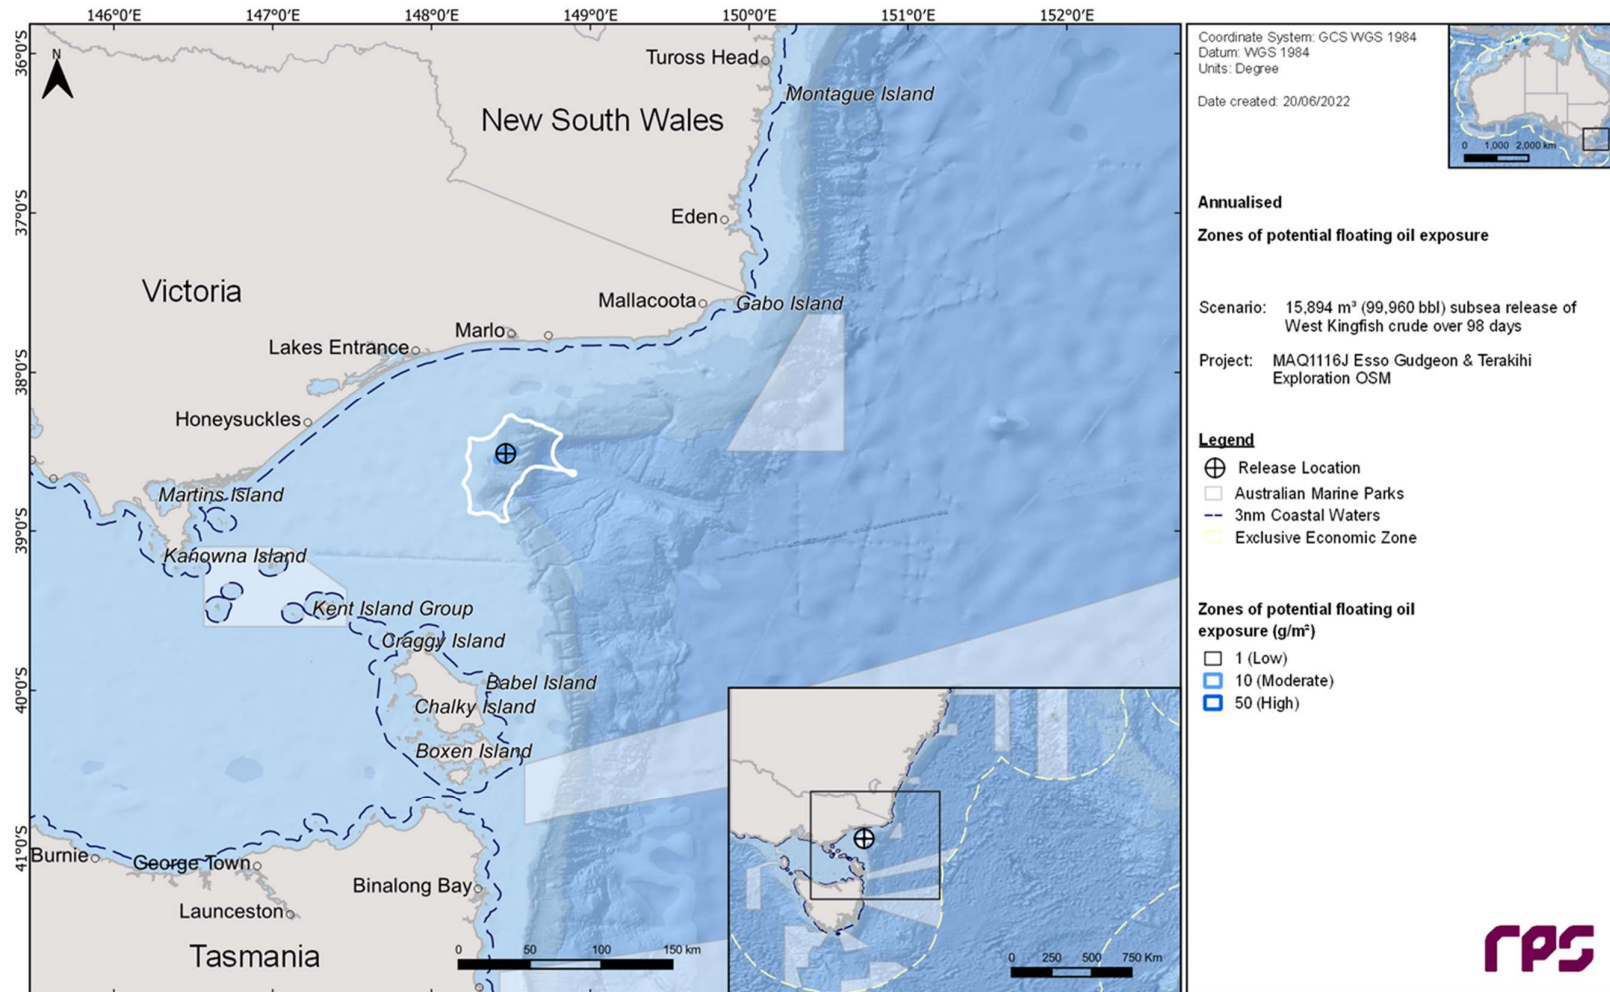 146°0'E 147°0'E 148°0'E 149°0'E 150°0'E 151°0'E 152°0'E
36°0'S
37°0'S
38°0'S
39°0'S
40°0'S
41°0'S
N
Tuross Head
Montague Island
New South Wales
Eden
Victoria
Mallacoota
Gabo Island
Marlo
Lakes Entrance
Honeysuckles
Martins Island
Kanowna Island
Kent Island Group
Craggy Island
Babel Island
Chalky Island
Boxen Island
Burnie
George Town
Binalong Bay
Launceston
Tasmania
0 50 100 150 km
0 250 500 750 Km
Coordinate System: GCS WGS 1984
Datum: WGS 1984
Units: Degree
Date created: 20/06/2022
0 1,000 2,000 km
Annualised
Zones of potential floating oil exposure
Scenario: 15,894 m³ (99,960 bbl) subsea release of
West Kingfish crude over 98 days
Project: MAQ1116J Esso Gudgeon & Terakihi
Exploration OSM
Legend
Release Location
Australian Marine Parks
3nm Coastal Waters
Exclusive Economic Zone
Zones of potential floating oil
exposure (g/m²)
1 (Low)
10 (Moderate)
50 (High)
rps